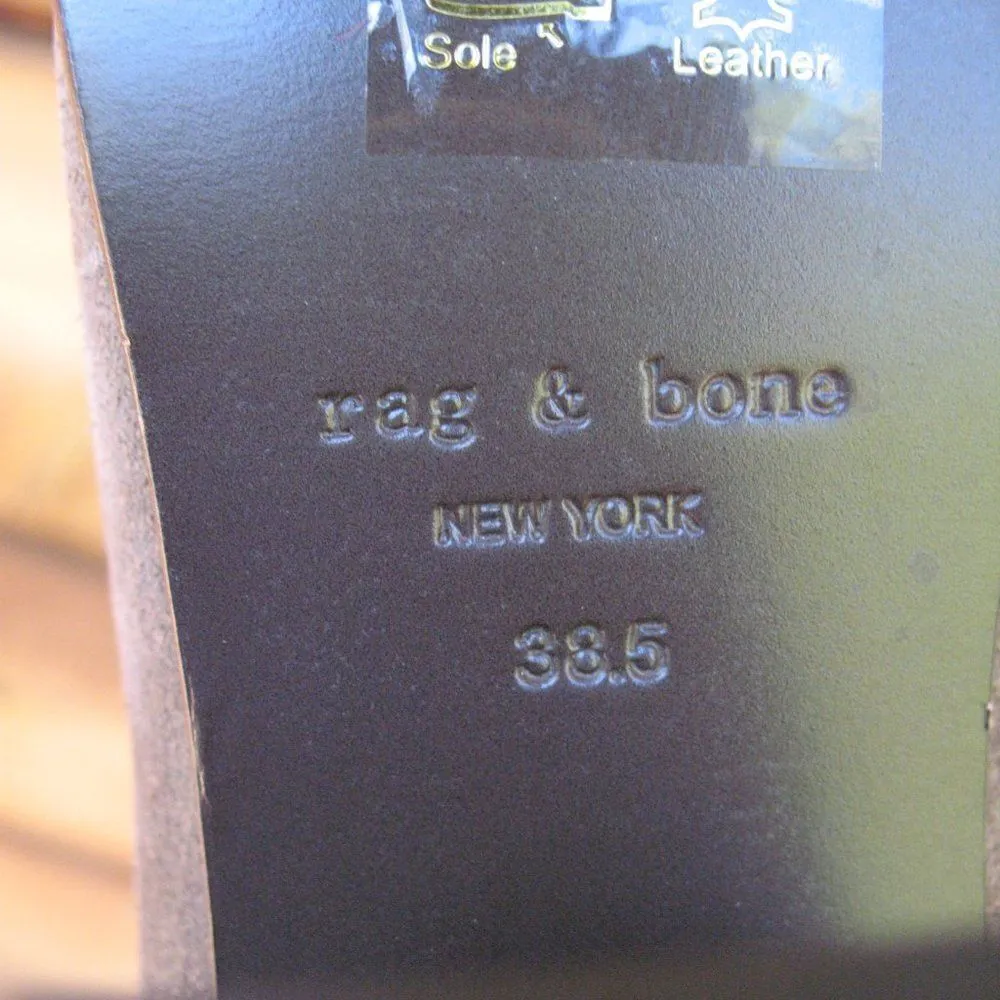 Sole Leather
rag & bone
NEW YORK
38.5